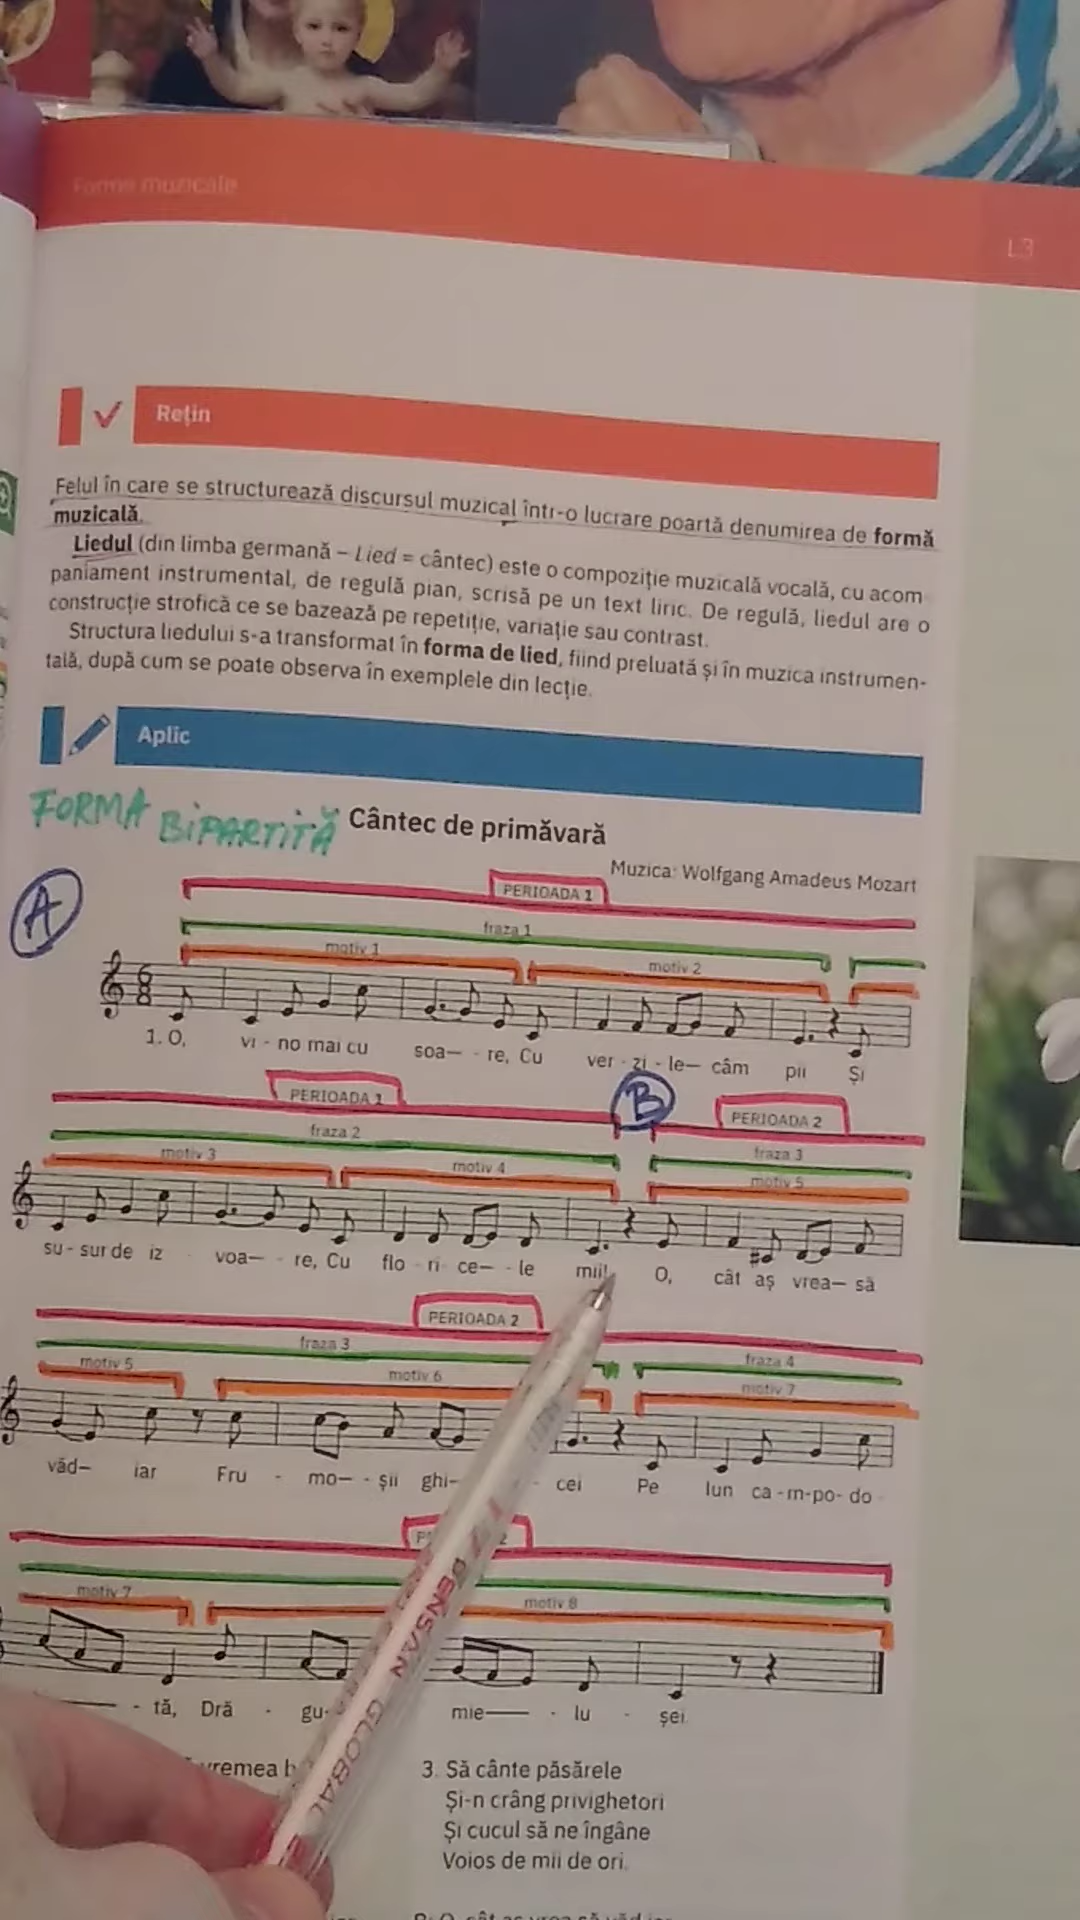 Forme muzicale
L3
Rețin
Felul în care se structurează discursul muzical într-o lucrare poartă denumirea de formă
muzicală.
Liedul (din limba germană – Lied = cântec) este o compoziție muzicală vocală, cu acom-
paniament instrumental, de regulă pian, scrisă pe un text liric. De regulă, liedul are o
construcție strofică ce se bazează pe repetiție, variație sau contrast.
Structura liedului s-a transformat în forma de lied, fiind preluată și în muzica instrumen-
tală, după cum se poate observa în exemplele din lecție.
Aplic
FORMA BIPARTITĂ
Cântec de primăvară
Muzica: Wolfgang Amadeus Mozart
A
PERIOADA 1
fraza 1
motiv 1 motiv 2
6
8
1. O, vi - no mai cu soa— - re, Cu ver - zi - le— câm pii Și
PERIOADA 1 B PERIOADA 2
fraza 2 fraza 3
motiv 3 motiv 4 motiv 5
su - sur de iz voa— - re, Cu flo - ri ce— - le mii! O, cât aș vrea— să
PERIOADA 2
fraza 3 fraza 4
motiv 5 motiv 6 motiv 7
văd— iar Fru - mo— - șii ghi- cei Pe lun ca - m-po- do -
motiv 7 motiv 8
- tă, Dră - gu- mie— - lu - șei.
vremea
3. Să cânte păsărele
Și-n crâng privighetori
Și cucul să ne îngâne
Voios de mii de ori.
PENSAN GLOBAL